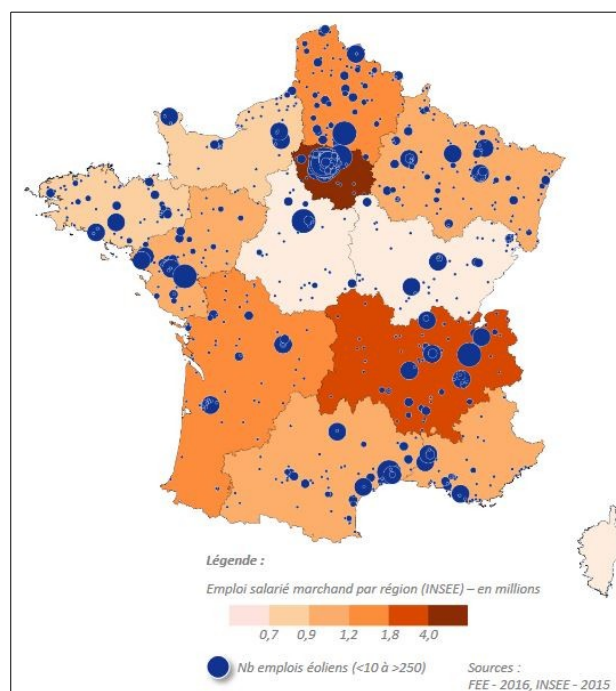 Légende :
Emploi salarié marchand par région (INSEE) – en millions
0,7 0,9 1,2 1,8 4,0
Nb emplois éoliens (<10 à >250)
Sources :
FEE - 2016, INSEE - 2015